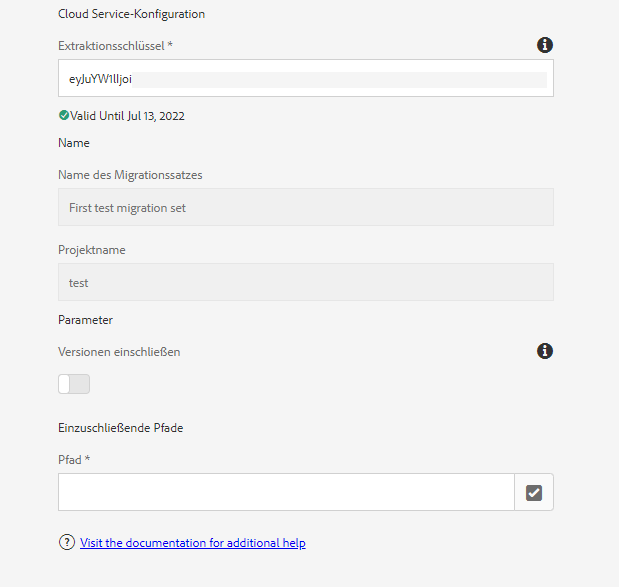 Cloud Service-Konfiguration
Extraktionsschlüssel *
eyJuYW1lIjoi
Valid Until Jul 13, 2022
Name
Name des Migrationssatzes
First test migration set
Projektname
test
Parameter
Versionen einschließen
Einzuschließende Pfade
Pfad *
Visit the documentation for additional help